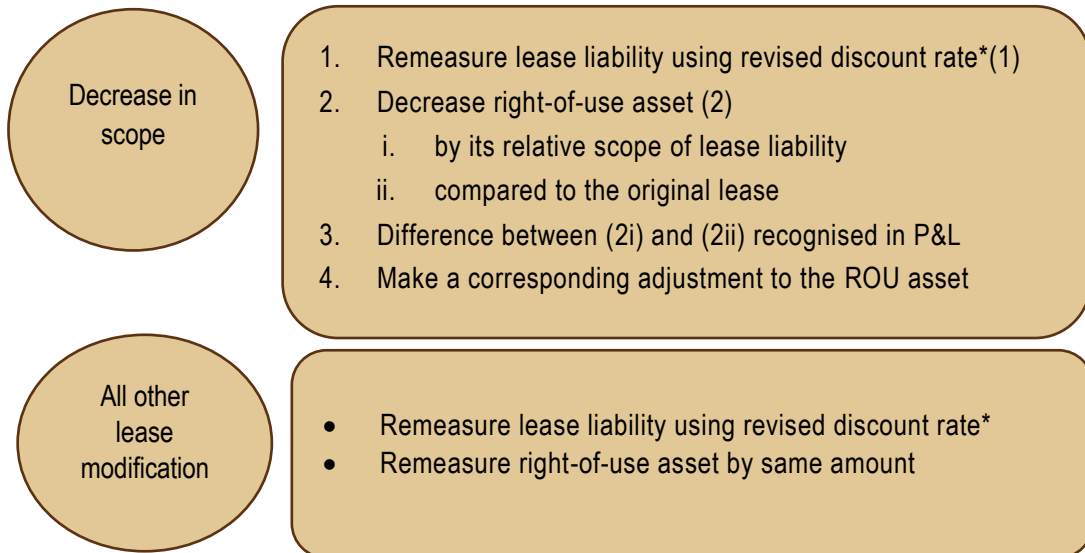 Decrease in
scope
1. Remeasure lease liability using revised discount rate*(1)
2. Decrease right-of-use asset (2)
i. by its relative scope of lease liability
ii. compared to the original lease
3. Difference between (2i) and (2ii) recognised in P&L
4. Make a corresponding adjustment to the ROU asset
All other
lease
modification
• Remeasure lease liability using revised discount rate*
• Remeasure right-of-use asset by same amount